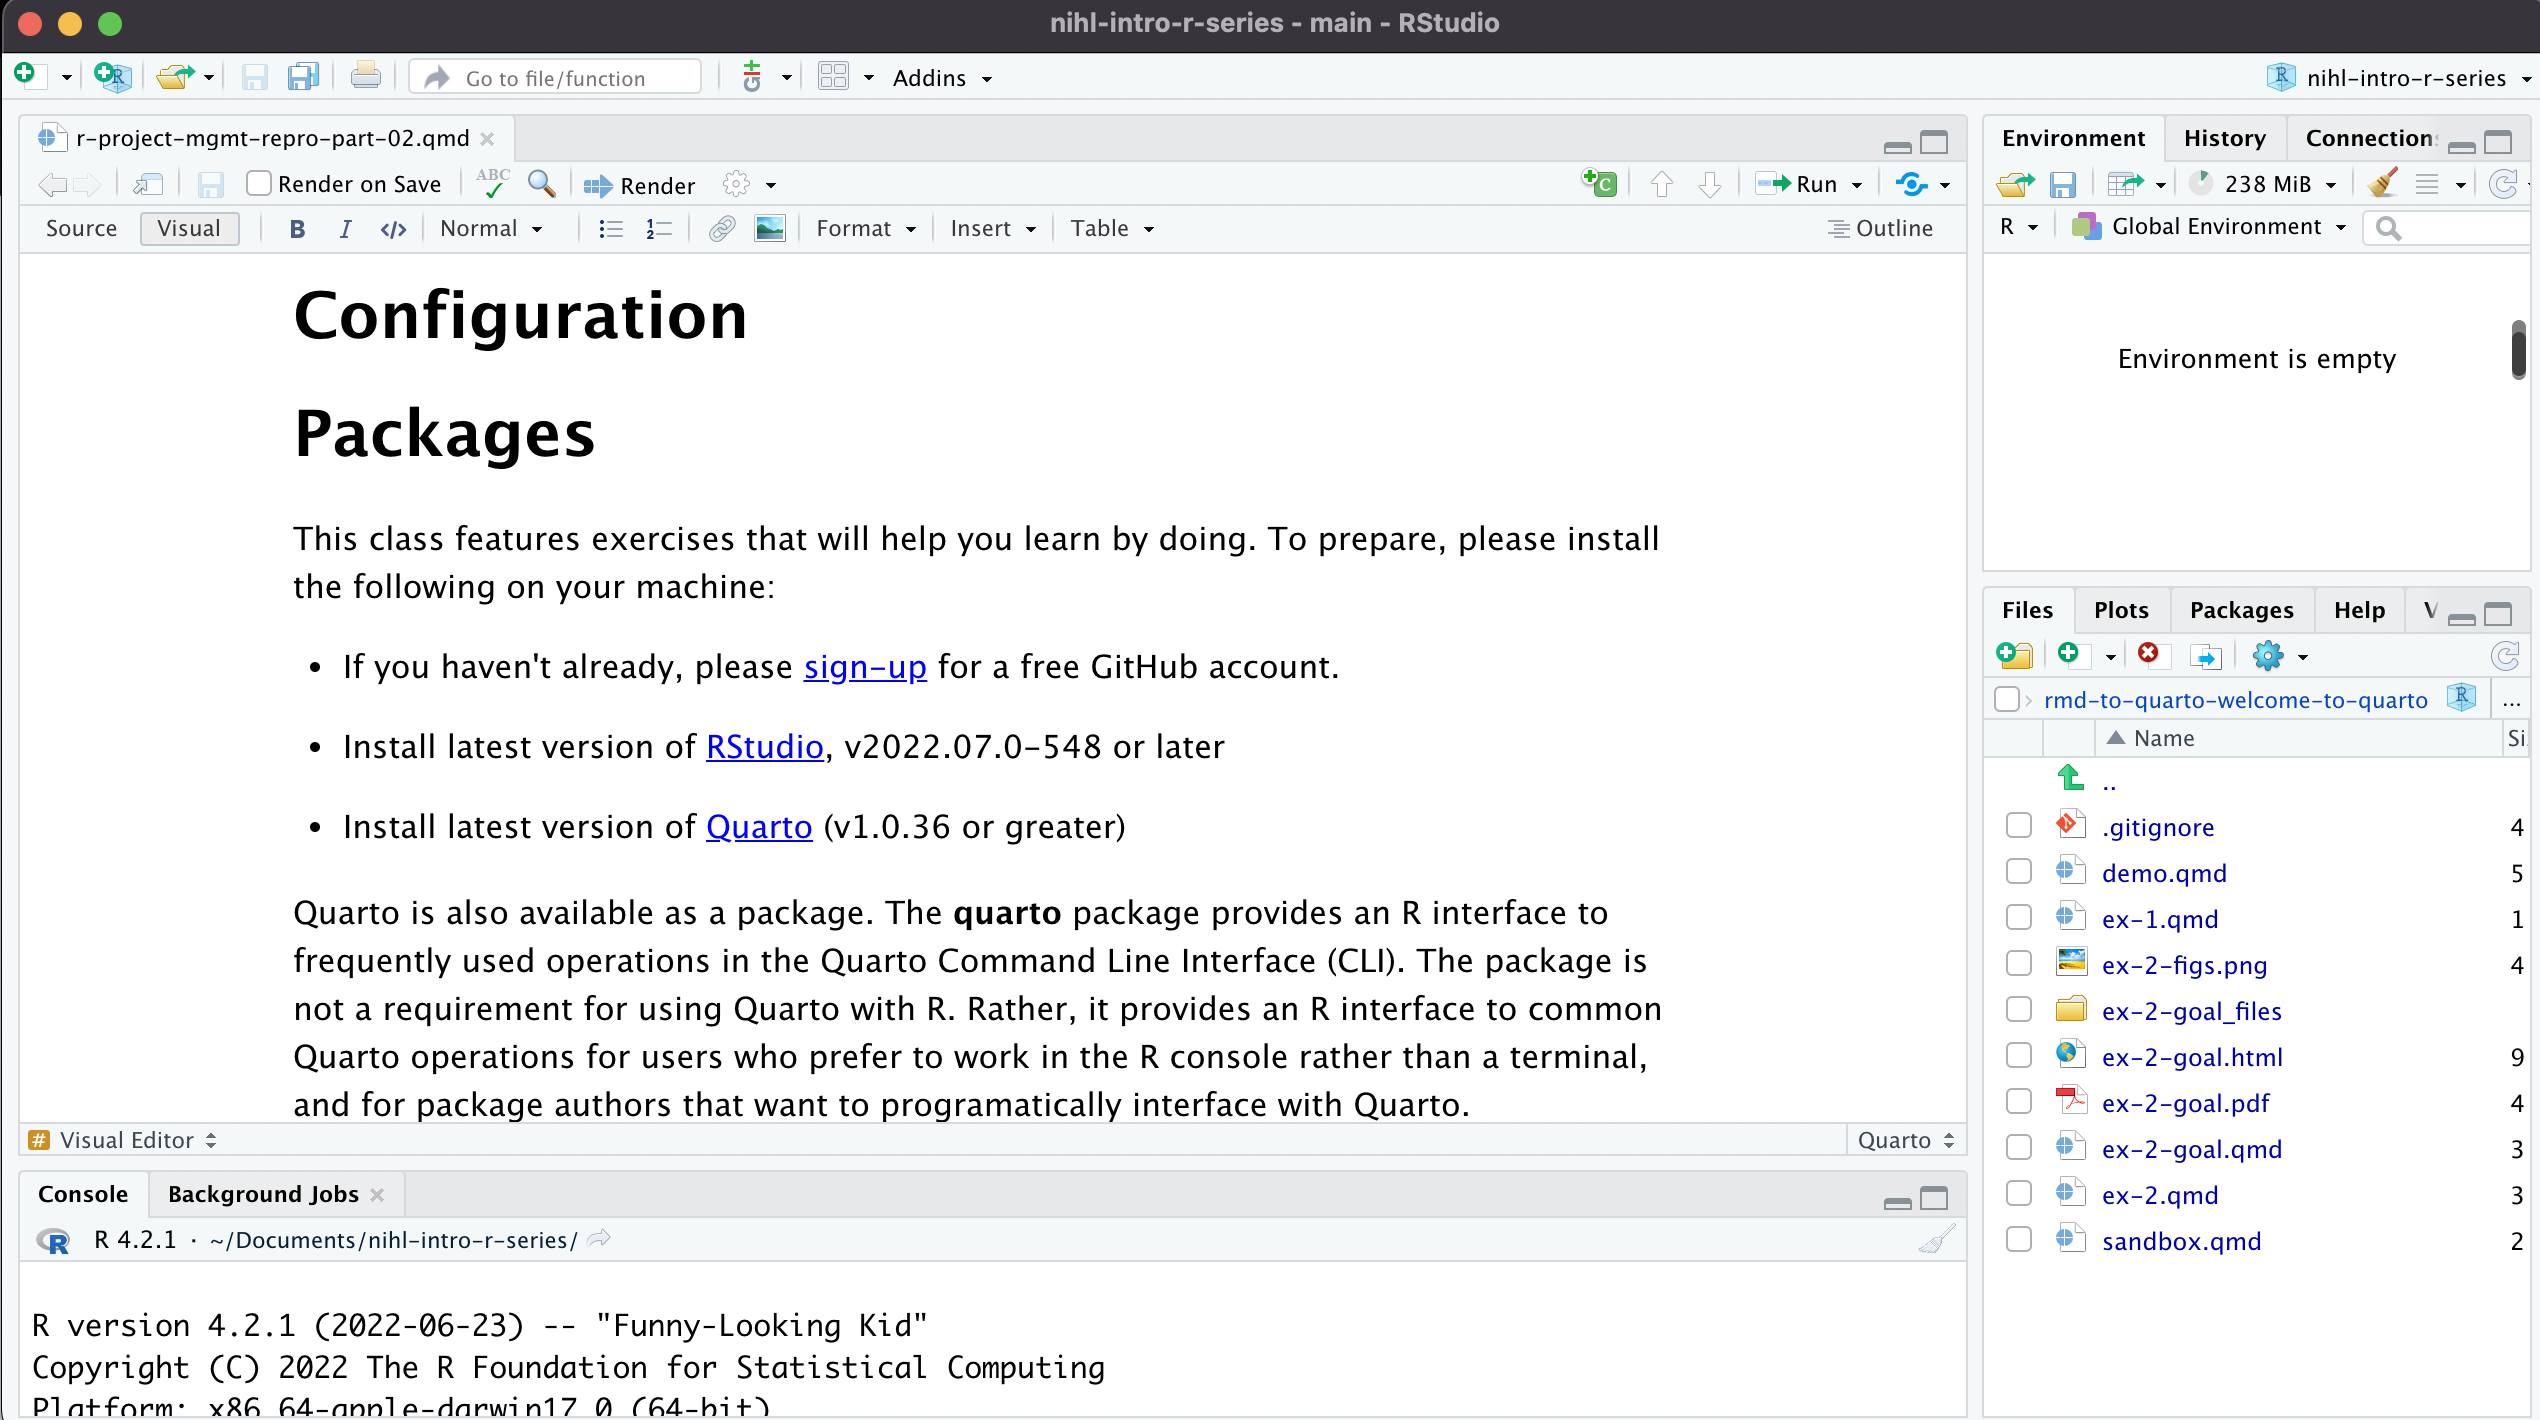 nihl-intro-r-series - main - RStudio
Go to file/function
Addins
nihl-intro-r-series
r-project-mgmt-repro-part-02.qmd
Render on Save
ABC
Render
Run
Source
Visual
B I </>
Normal
Format
Insert
Table
Outline
Configuration
Packages
This class features exercises that will help you learn by doing. To prepare, please install
the following on your machine:
• If you haven't already, please sign-up for a free GitHub account.
• Install latest version of RStudio, v2022.07.0-548 or later
• Install latest version of Quarto (v1.0.36 or greater)
Quarto is also available as a package. The quarto package provides an R interface to
frequently used operations in the Quarto Command Line Interface (CLI). The package is
not a requirement for using Quarto with R. Rather, it provides an R interface to common
Quarto operations for users who prefer to work in the R console rather than a terminal,
and for package authors that want to programatically interface with Quarto.
# Visual Editor
Quarto
Console
Background Jobs
R 4.2.1 · ~/Documents/nihl-intro-r-series/
R version 4.2.1 (2022-06-23) -- "Funny-Looking Kid"
Copyright (C) 2022 The R Foundation for Statistical Computing
Platform: x86_64-apple-darwin17.0 (64-bit)
Environment
History
Connection
238 MiB
R
Global Environment
Environment is empty
Files
Plots
Packages
Help
V
rmd-to-quarto-welcome-to-quarto
...
Name
Si
..
.gitignore 4
demo.qmd 5
ex-1.qmd 1
ex-2-figs.png 4
ex-2-goal_files
ex-2-goal.html 9
ex-2-goal.pdf 4
ex-2-goal.qmd 3
ex-2.qmd 3
sandbox.qmd 2